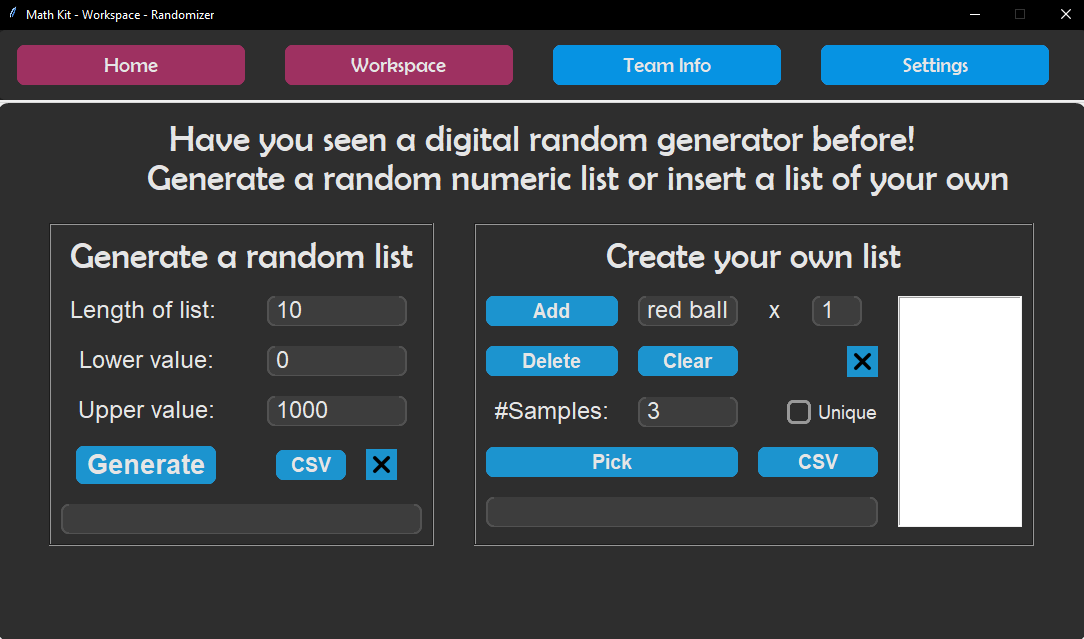 Math Kit - Workspace - Randomizer
Home Workspace Team Info Settings
Have you seen a digital random generator before!
Generate a random numeric list or insert a list of your own
Generate a random list
Length of list: 10
Lower value: 0
Upper value: 1000
Generate CSV
Create your own list
Add red ball x 1
Delete Clear
#Samples: 3 Unique
Pick CSV